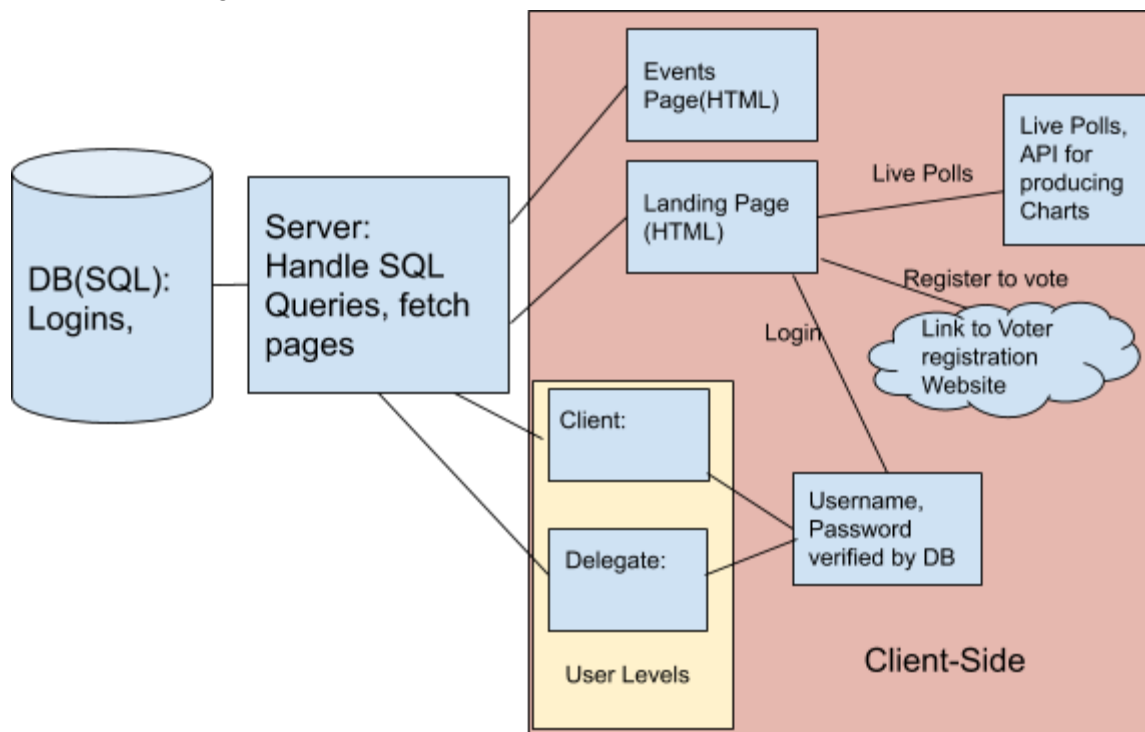 Events
Page(HTML)
Live Polls,
API for
producing
Charts
Live Polls
Landing Page
(HTML)
Server:
Handle SQL
Queries, fetch
pages
DB(SQL):
Logins,
Register to vote
Login
Link to Voter
registration
Website
Client:
Username,
Password
verified by DB
Delegate:
User Levels
Client-Side